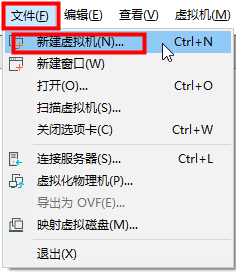 文件(F) 编辑(E) 查看(V) 虚拟机(M)
新建虚拟机(N)... Ctrl+N
新建窗口(W)
打开(O)... Ctrl+O
扫描虚拟机(S)...
关闭选项卡(C) Ctrl+W
连接服务器(S)... Ctrl+L
虚拟化物理机(P)...
导出为 OVF(E)...
映射虚拟磁盘(M)...
退出(X)